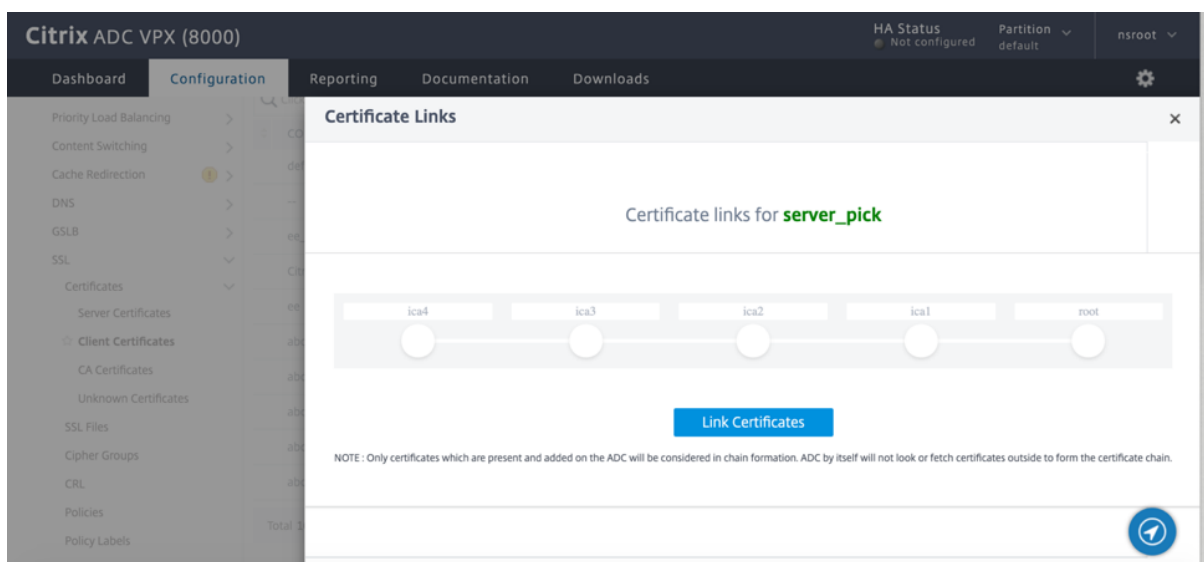 Citrix ADC VPX (8000)
HA Status
Not configured
Partition
default
nsroot
Dashboard
Configuration
Reporting
Documentation
Downloads
Priority Load Balancing
Content Switching
Cache Redirection
DNS
GSLB
SSL
Certificates
Server Certificates
Client Certificates
CA Certificates
Unknown Certificates
SSL Files
Cipher Groups
CRL
Policies
Policy Labels
Certificate Links
×
Certificate links for server_pick
ica4
ica3
ica2
ica1
root
Link Certificates
NOTE : Only certificates which are present and added on the ADC will be considered in chain formation. ADC by itself will not look or fetch certificates outside to form the certificate chain.
Total